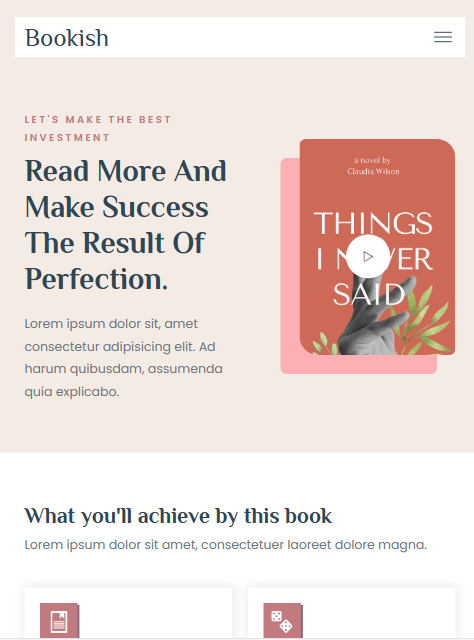 Bookish
LET'S MAKE THE BEST
INVESTMENT
Read More And
Make Success
The Result Of
Perfection.
Lorem ipsum dolor sit, amet
consectetur adipisicing elit. Ad
harum quibusdam, assumenda
quia explicabo.
a novel by
Claudia Wilson
THINGS
I NEVER
SAID
What you'll achieve by this book
Lorem ipsum dolor sit amet, consectetuer laoreet dolore magna.